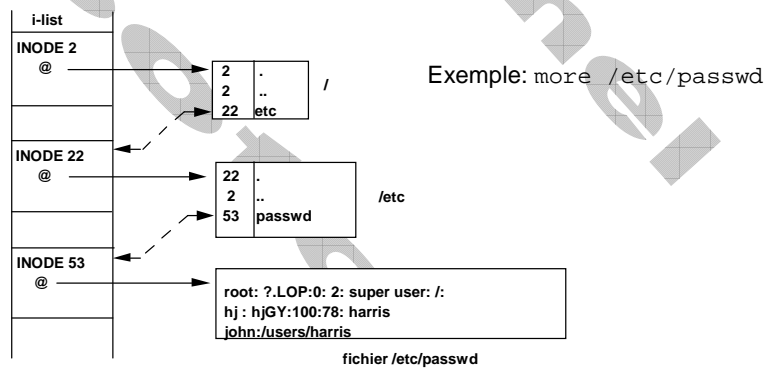 i-list
INODE 2
@
2 .
2 ..
22 etc
/
Exemple: more /etc/passwd
INODE 22
@
22 .
2 ..
53 passwd
/etc
INODE 53
@
root: ?.LOP:0: 2: super user: /:
hj : hjGY:100:78: harris
john:/users/harris
fichier /etc/passwd